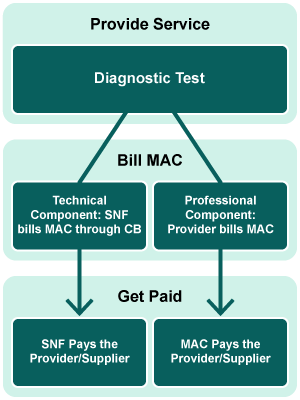 Provide Service
Diagnostic Test
Bill MAC
Technical
Component: SNF
bills MAC through CB
Professional
Component:
Provider bills MAC
Get Paid
SNF Pays the
Provider/Supplier
MAC Pays the
Provider/Supplier